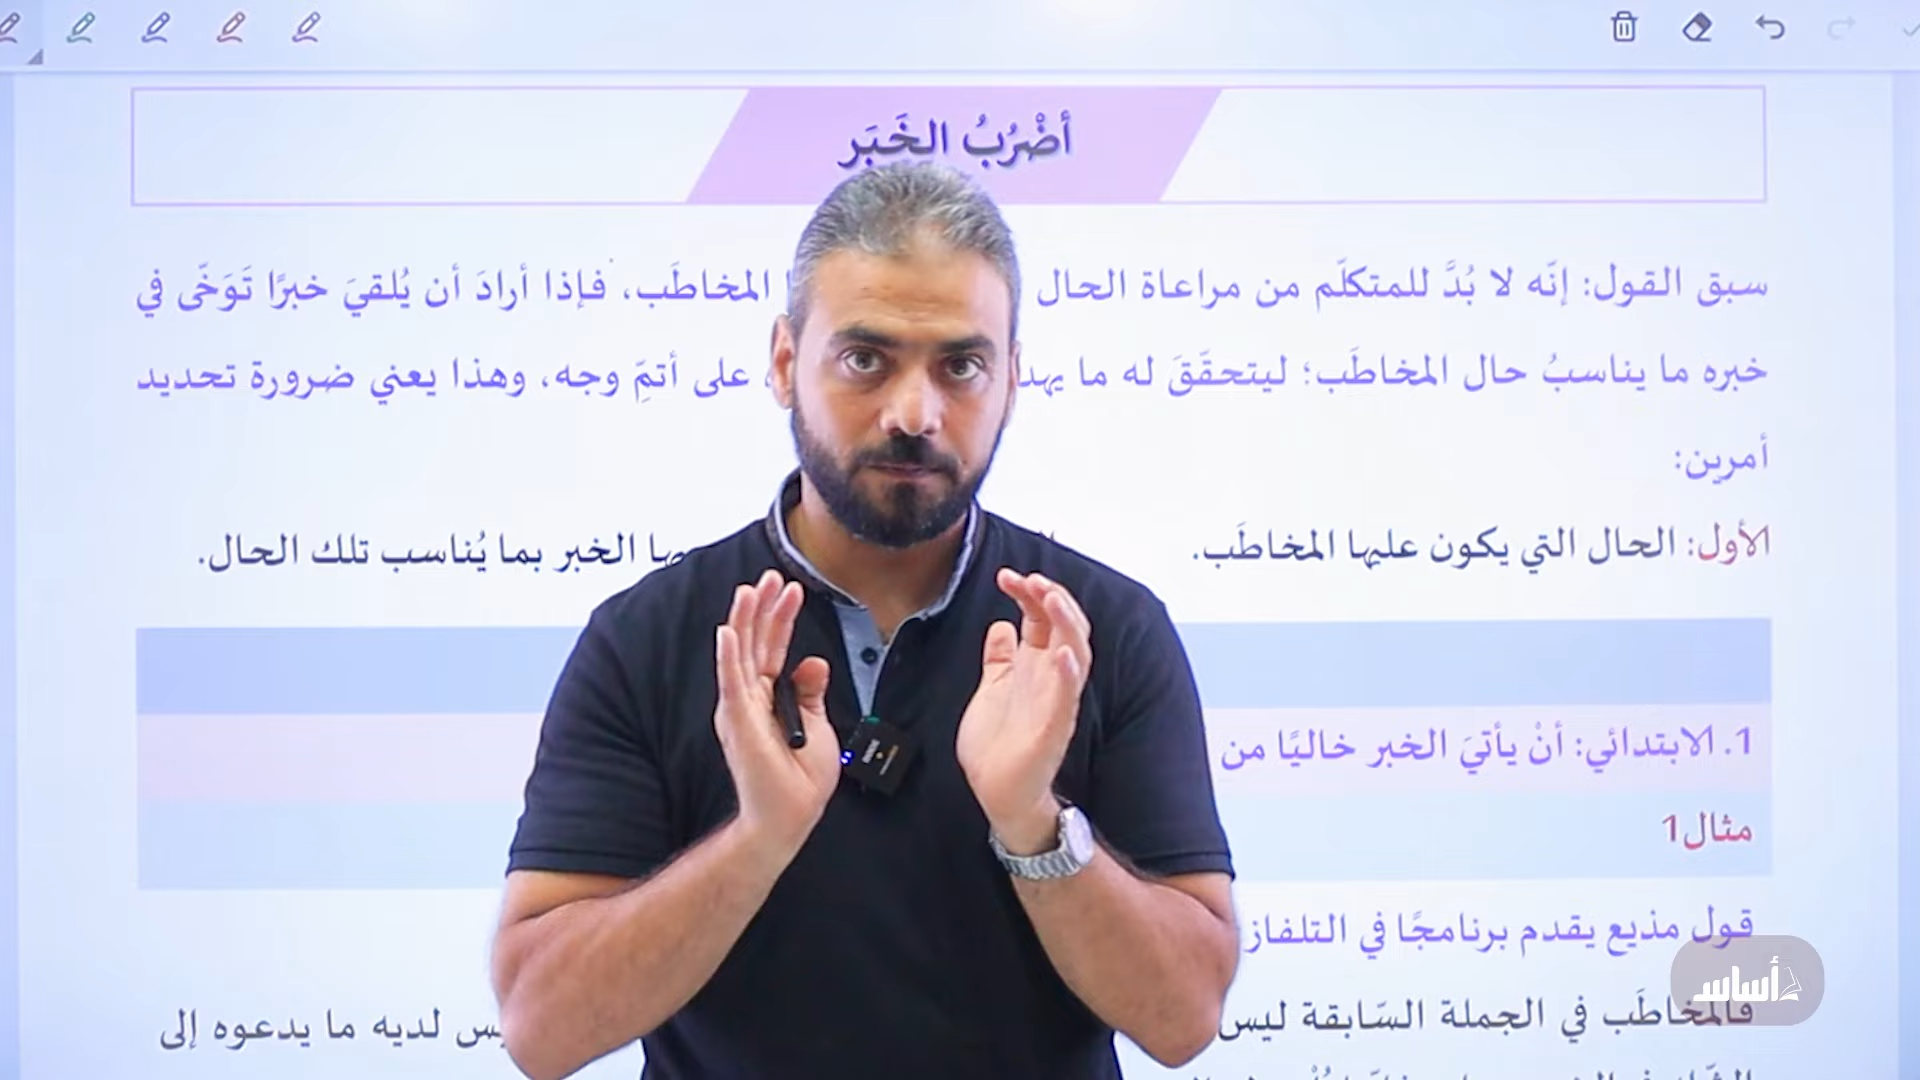 أضْرُبُ الخَبَر
سبق القول: إنّه لا بُدَّ للمتكلّم من مراعاة الحال المخاطَب، فإذا أرادَ أن يُلقيَ خبرًا تَوَخّى في
خبره ما يناسبُ حال المخاطَب؛ ليتحقَّقَ له ما على أتمِّ وجه، وهذا يعني ضرورة تحديد
أمرين:
الأول: الحال التي يكون عليها المخاطَب. الخبر بما يُناسب تلك الحال.
1. الابتدائي: أنْ يأتيَ الخبر خاليًا من
مثال1
قول مذيع يقدم برنامجًا في التلفاز
فالمخاطَب في الجملة السّابقة ليس لديه ما يدعوه إلى
أساس